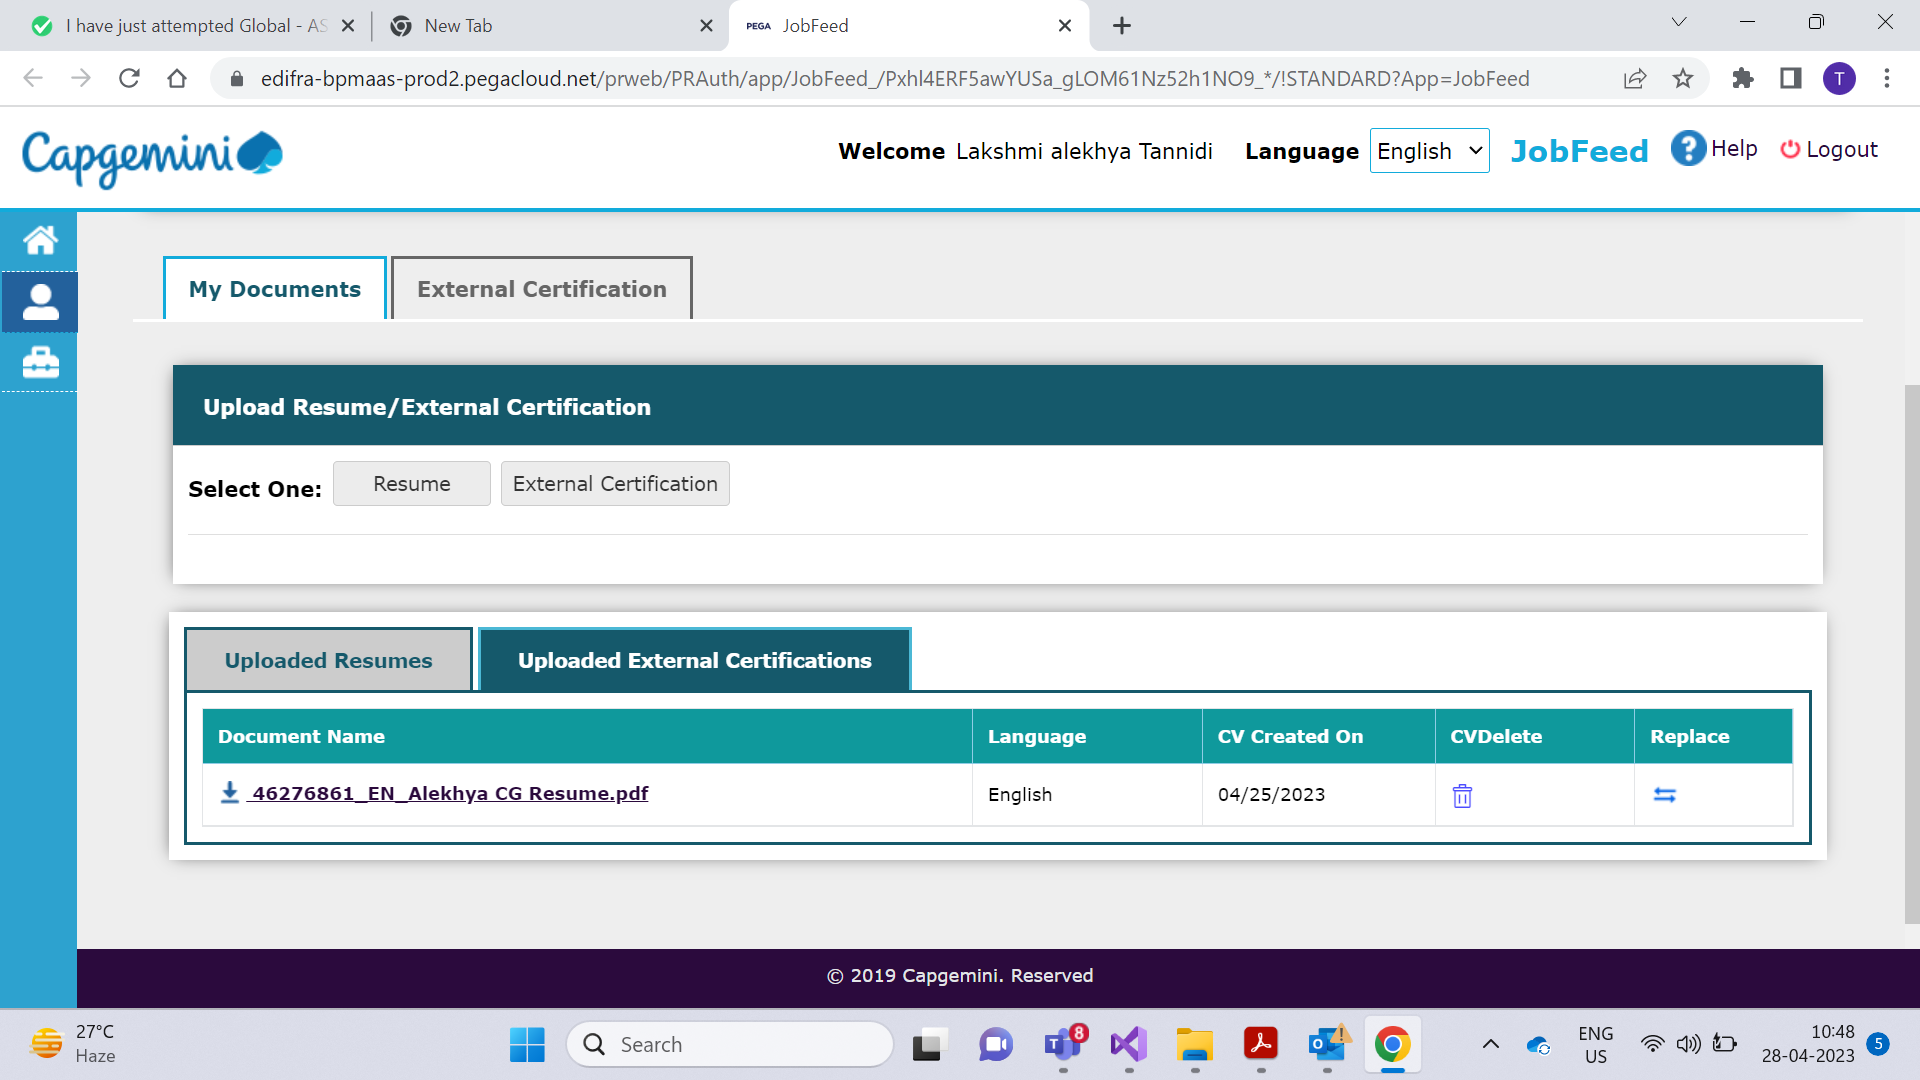 I have just attempted Global - AS
New Tab
PEGA JobFeed
edifra-bpmaas-prod2.pegacloud.net/prweb/PRAuth/app/JobFeed_/Pxhl4ERF5awYUSa_gLOM61Nz52h1NO9_*/!STANDARD?App=JobFeed
T
Capgemini
Welcome Lakshmi alekhya Tannidi
Language English
JobFeed
? Help
Logout
My Documents
External Certification
Upload Resume/External Certification
Select One: Resume External Certification
Uploaded Resumes
Uploaded External Certifications
Document Name Language CV Created On CVDelete Replace
46276861_EN_Alekhya CG Resume.pdf English 04/25/2023
© 2019 Capgemini. Reserved
27°C
Haze
Search
T 8
O
ENG
US
10:48
28-04-2023
5